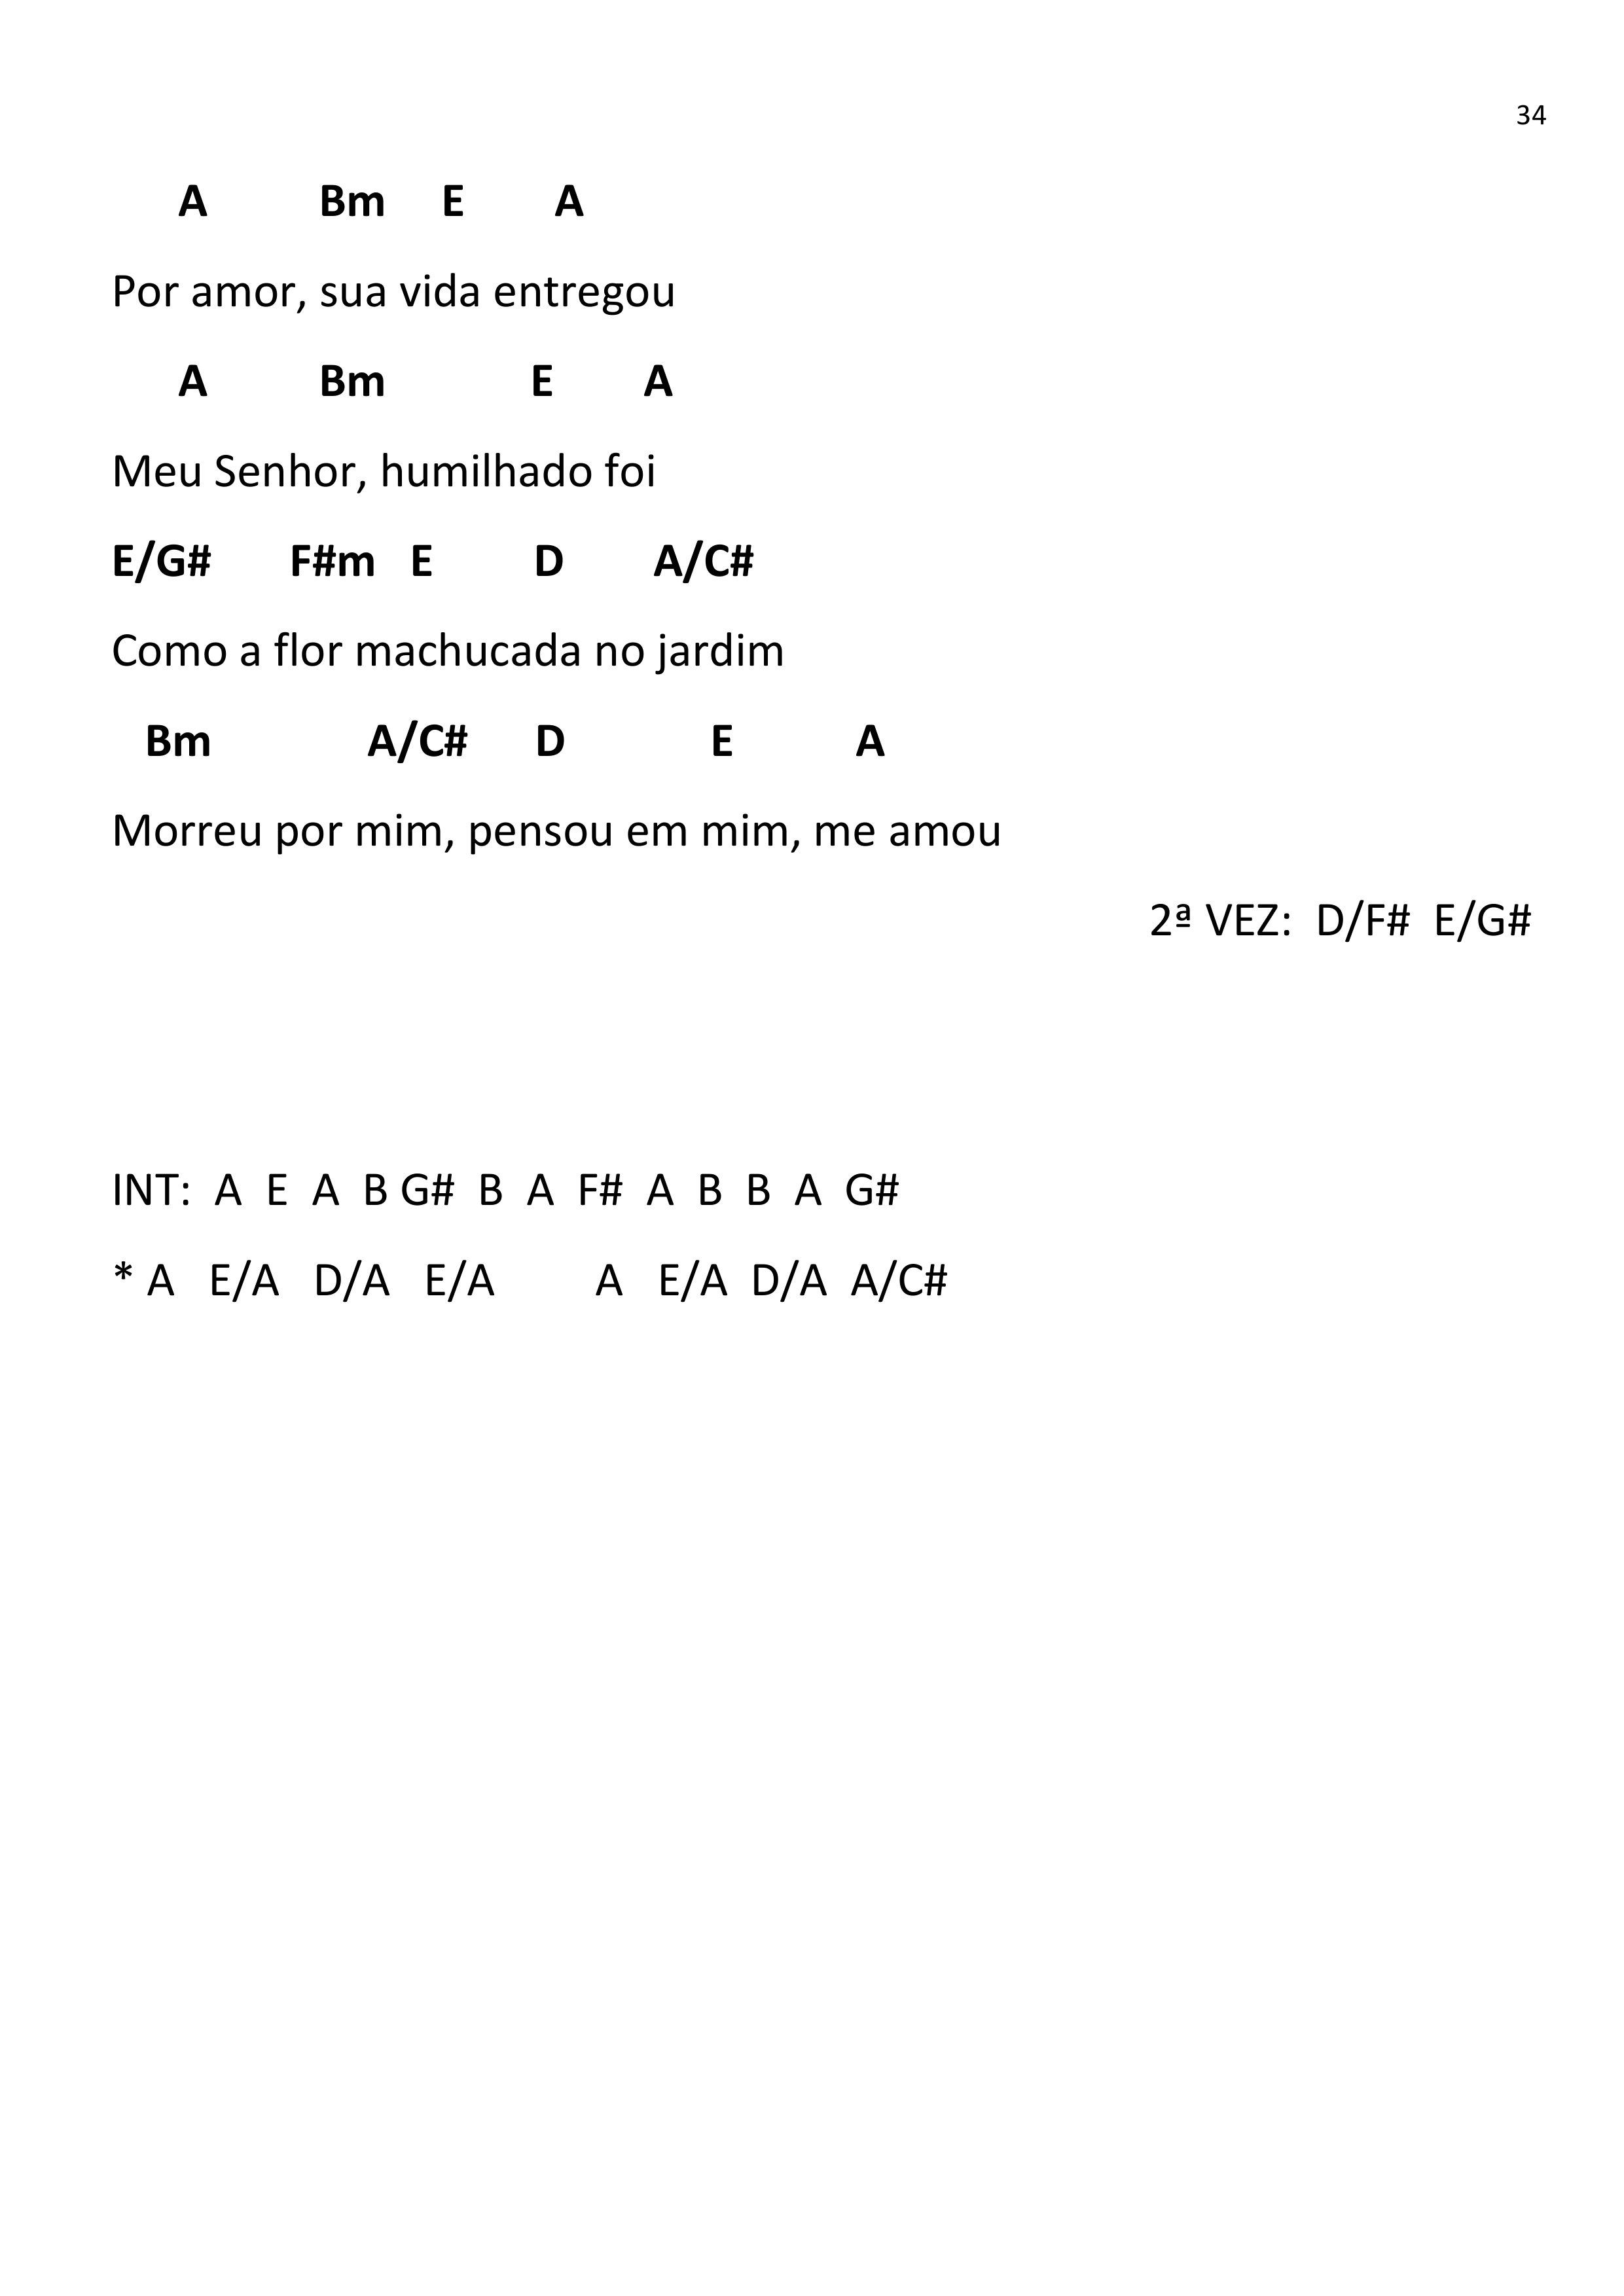 34
A Bm E A
Por amor, sua vida entregou
A Bm E A
Meu Senhor, humilhado foi
E/G# F#m E D A/C#
Como a flor machucada no jardim
Bm A/C# D E A
Morreu por mim, pensou em mim, me amou
2ª VEZ: D/F# E/G#
INT: A E A B G# B A F# A B B A G#
* A E/A D/A E/A A E/A D/A A/C#